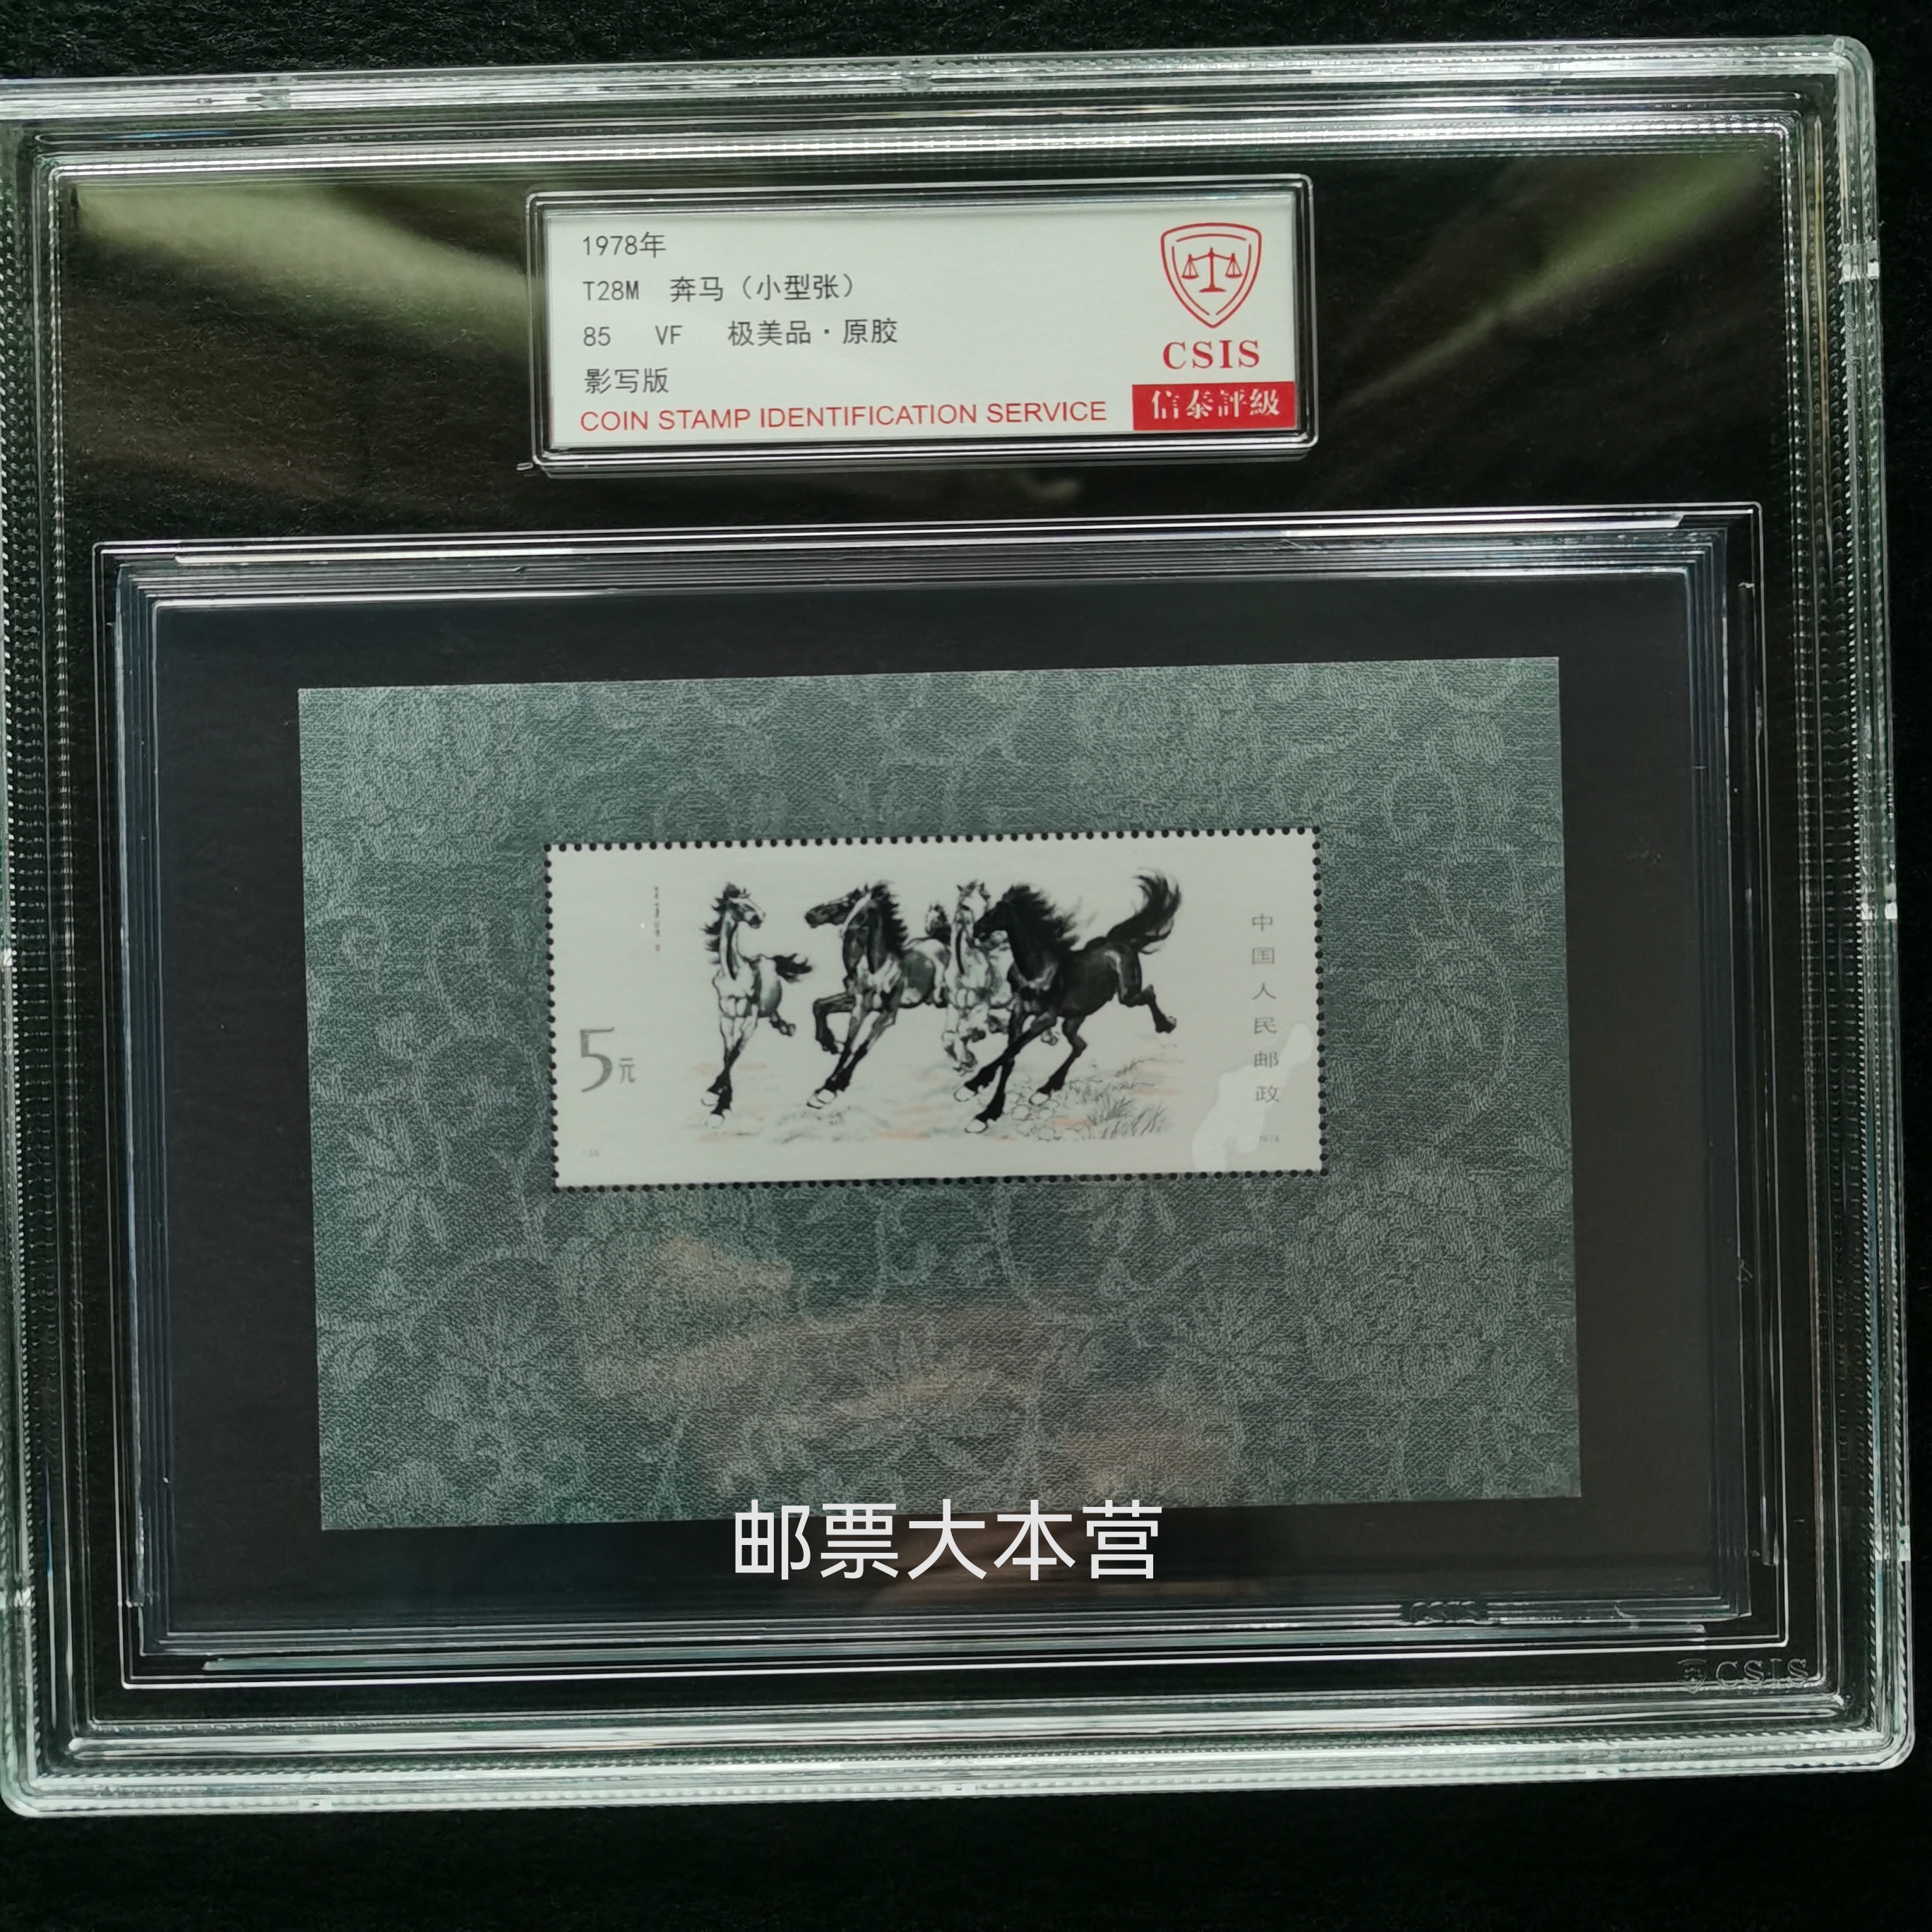 1978年
T28M 奔马（小型张）
85 VF 极美品·原胶
影写版
COIN STAMP IDENTIFICATION SERVICE
CSIS
信泰評級
中国人民邮政
5元
邮票大本营
CSIS
CSIS